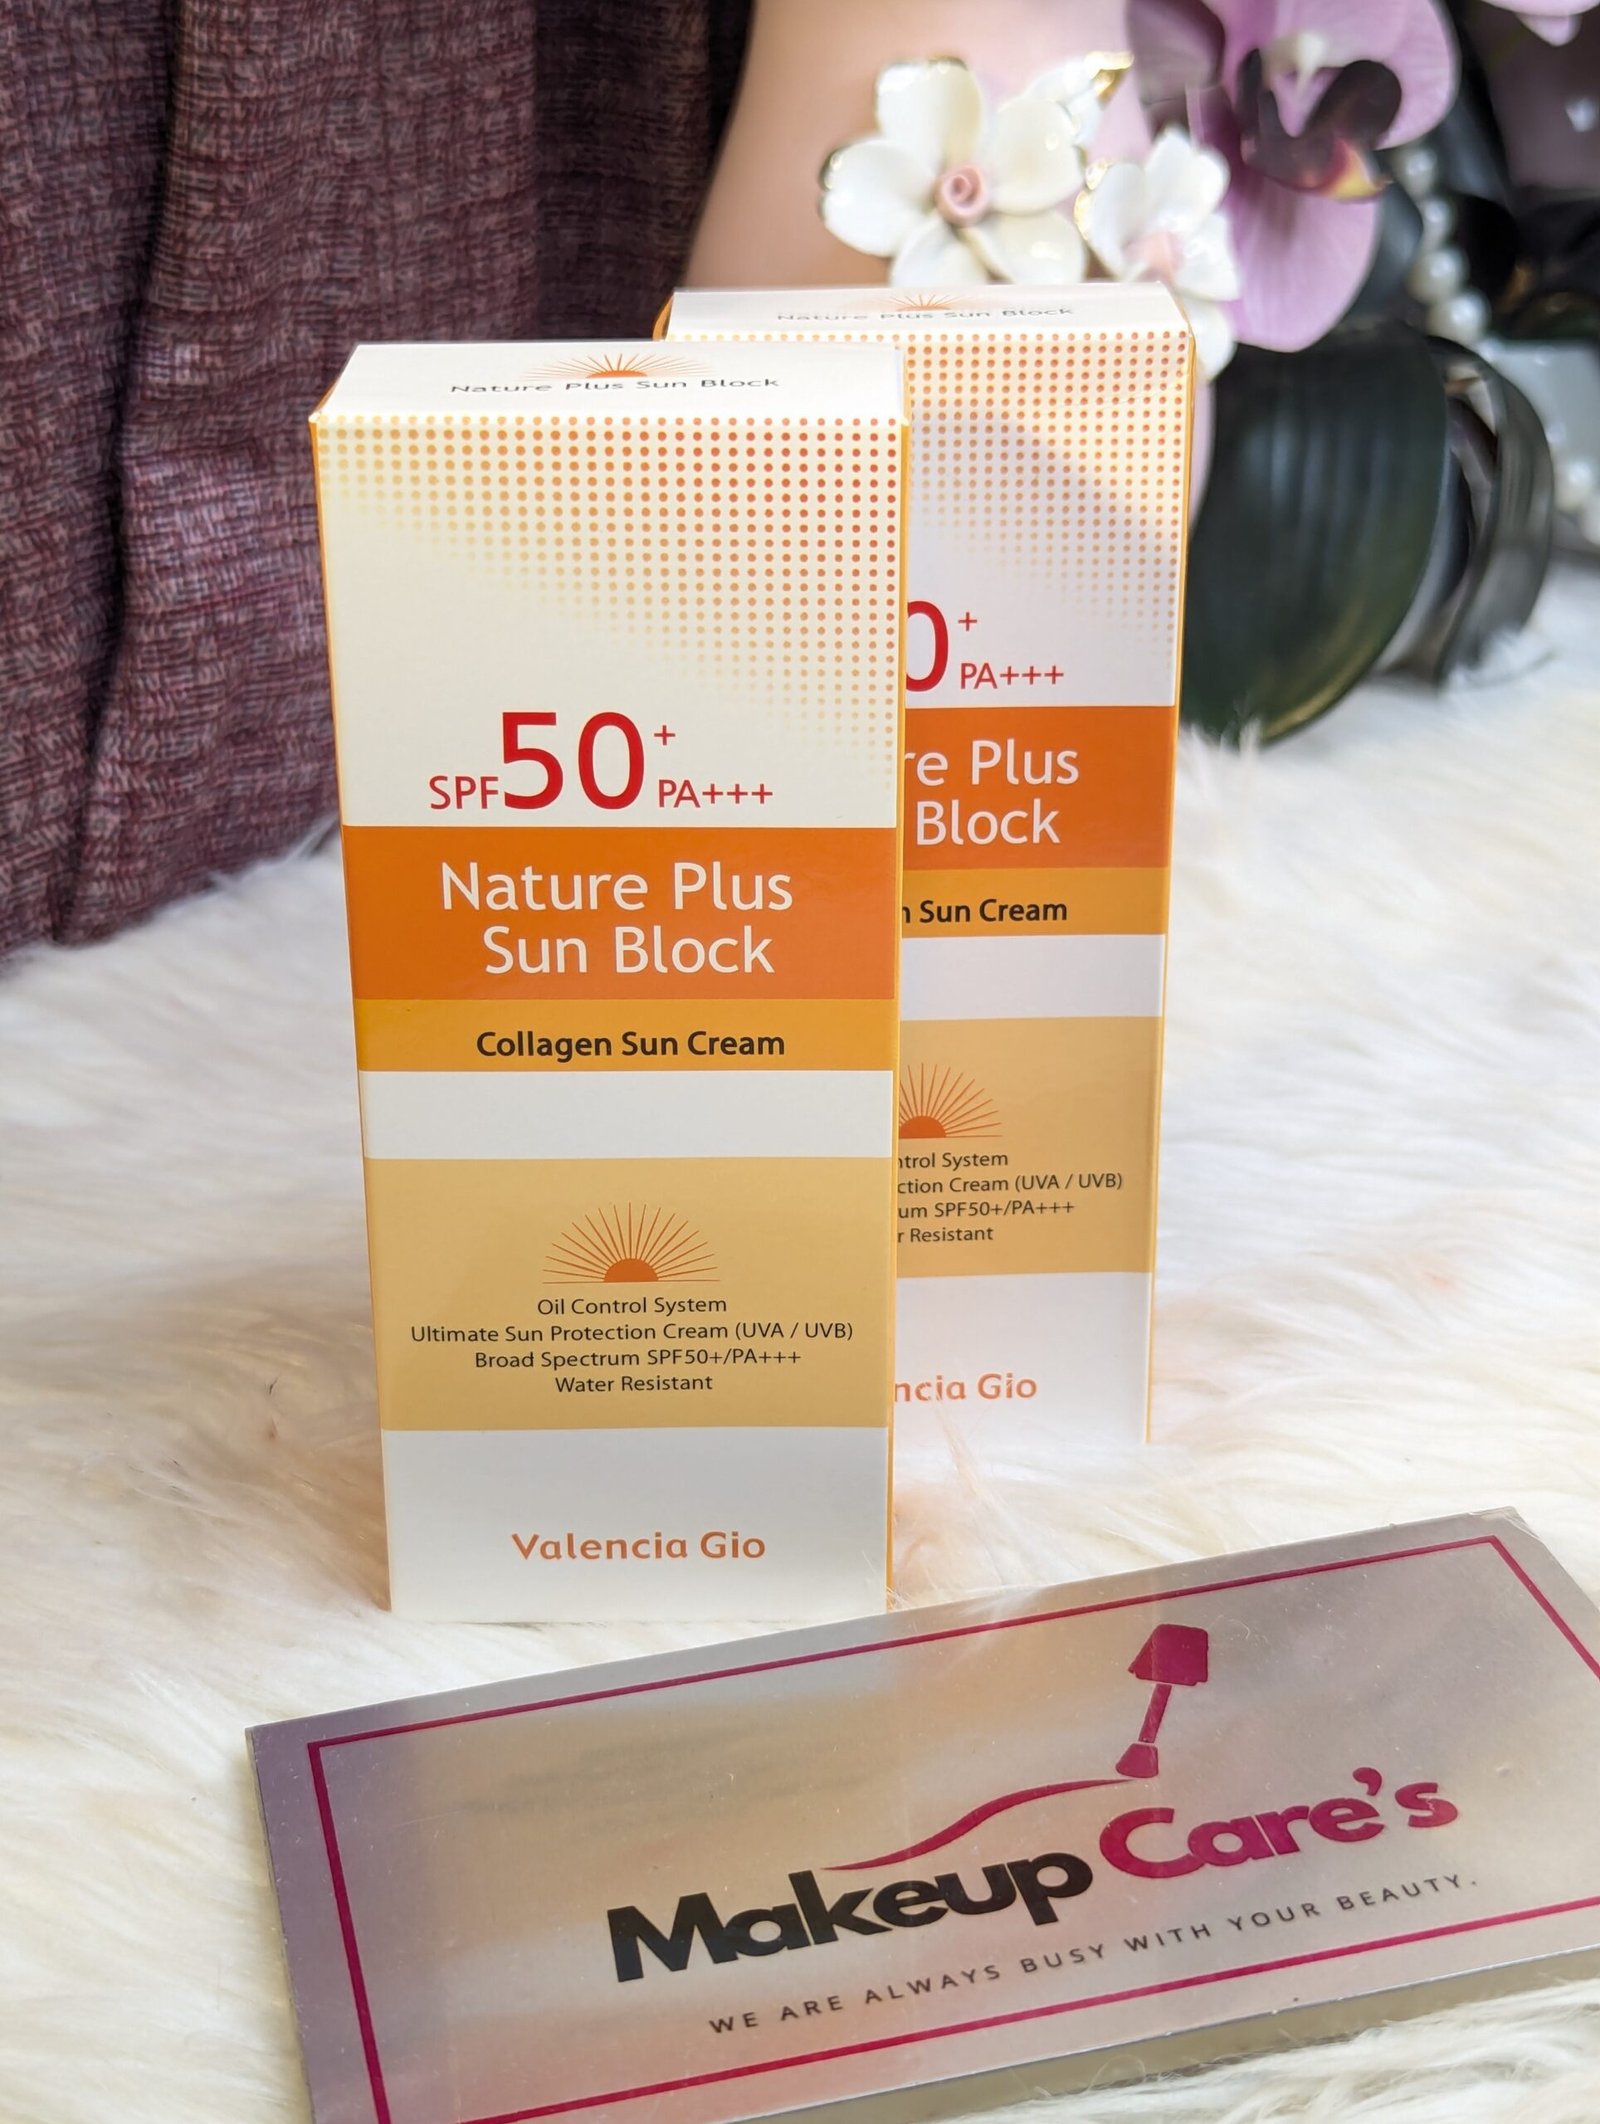 Nature Plus Sun Block
SPF50+ PA+++
Nature Plus
Sun Block
Collagen Sun Cream
Oil Control System
Ultimate Sun Protection Cream (UVA / UVB)
Broad Spectrum SPF50+/PA+++
Water Resistant
Valencia Gio
Nature Plus Sun Block
0+ PA+++
re Plus
Block
n Sun Cream
ntrol System
ction Cream (UVA / UVB)
um SPF50+/PA+++
r Resistant
ncia Gio
Makeup Care's
WE ARE ALWAYS BUSY WITH YOUR BEAUTY.